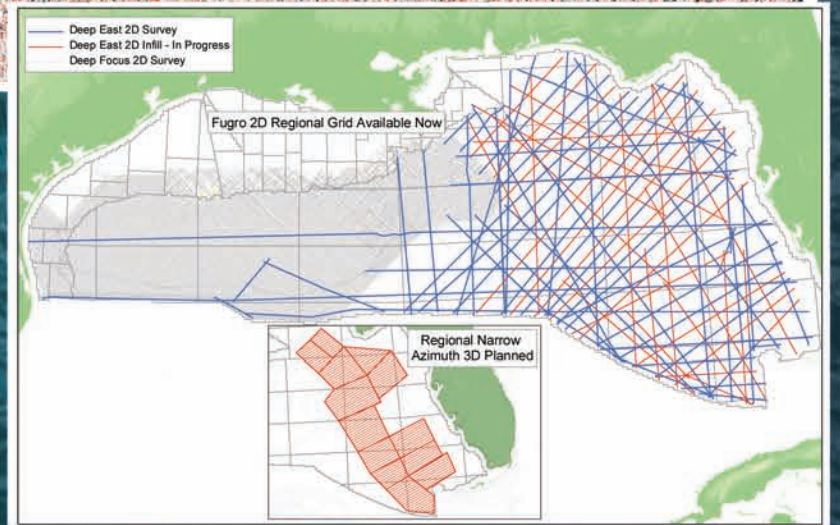 Deep East 2D Survey
Deep East 2D Infill - In Progress
Deep Focus 2D Survey
Fugro 2D Regional Grid Available Now
Regional Narrow
Azimuth 3D Planned